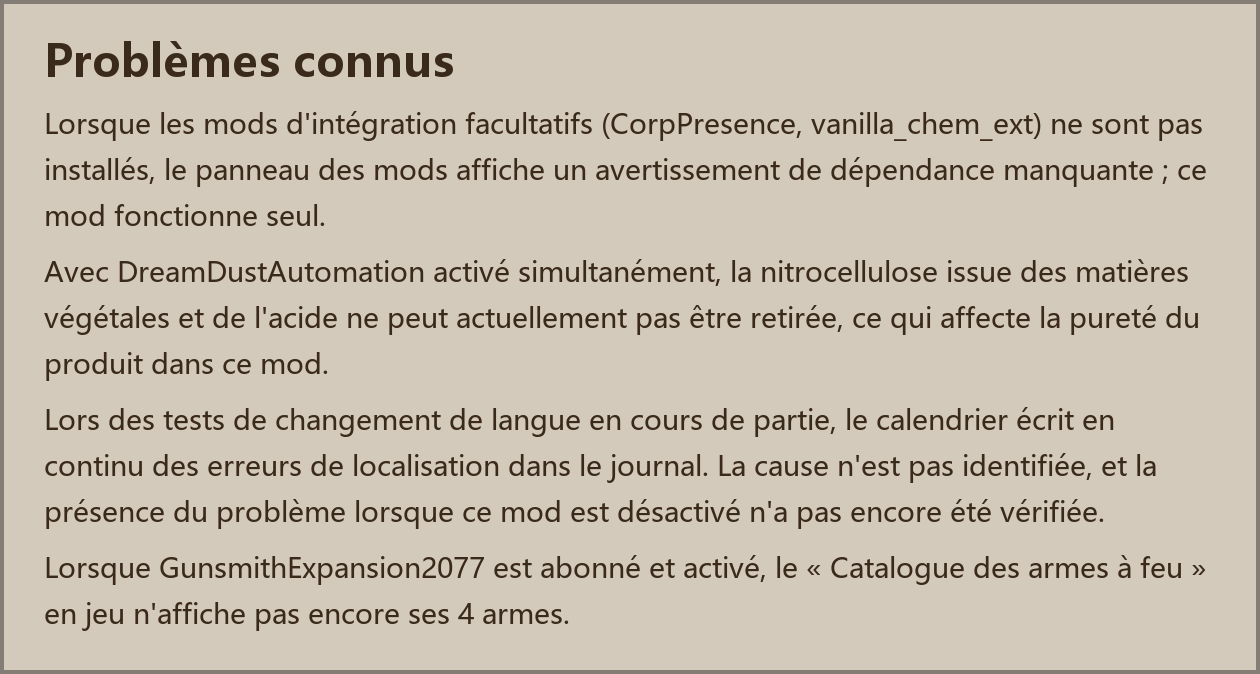 Problèmes connus
Lorsque les mods d'intégration facultatifs (CorpPresence, vanilla_chem_ext) ne sont pas
installés, le panneau des mods affiche un avertissement de dépendance manquante ; ce
mod fonctionne seul.
Avec DreamDustAutomation activé simultanément, la nitrocellulose issue des matières
végétales et de l'acide ne peut actuellement pas être retirée, ce qui affecte la pureté du
produit dans ce mod.
Lors des tests de changement de langue en cours de partie, le calendrier écrit en
continu des erreurs de localisation dans le journal. La cause n'est pas identifiée, et la
présence du problème lorsque ce mod est désactivé n'a pas encore été vérifiée.
Lorsque GunsmithExpansion2077 est abonné et activé, le « Catalogue des armes à feu »
en jeu n'affiche pas encore ses 4 armes.